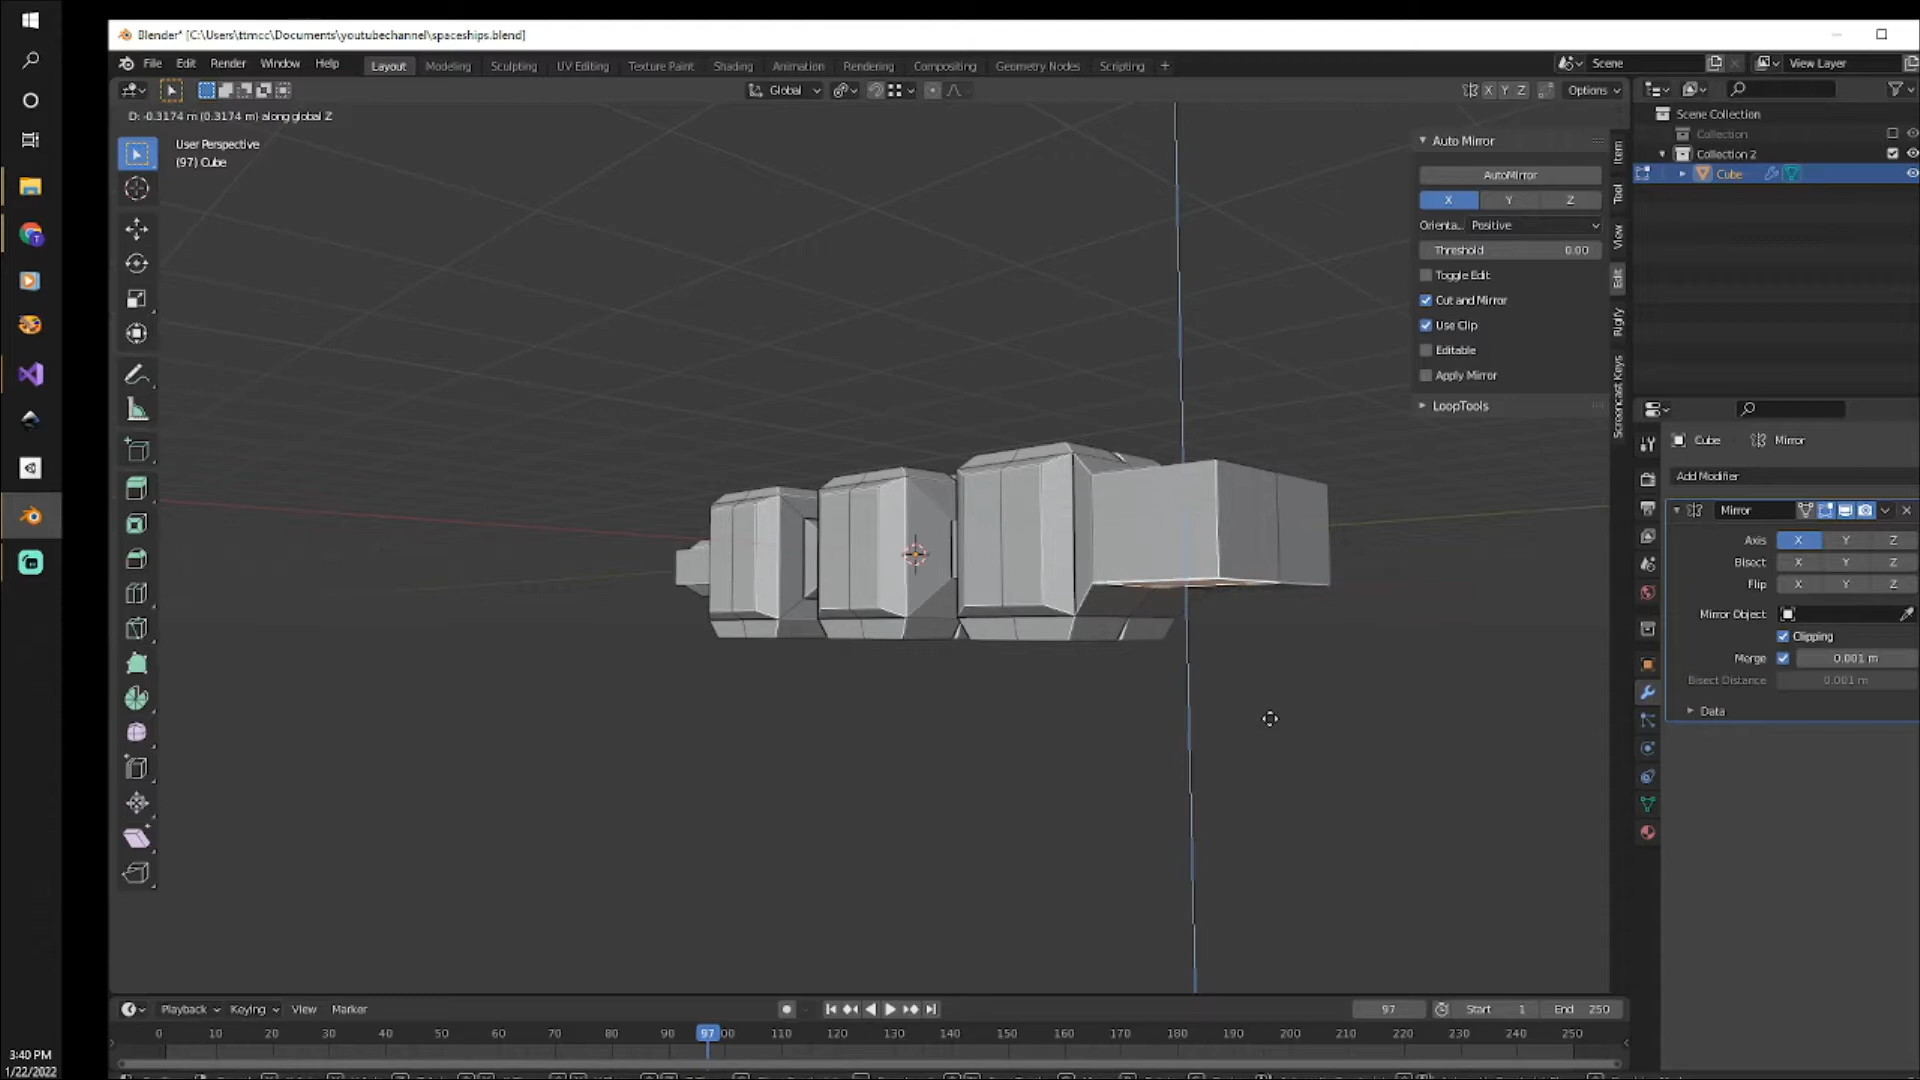 Blender* [C:\Users\ttmcc\Documents\youtubechannel\spaceships.blend]
File Edit Render Window Help Layout Modeling Sculpting UV Editing Texture Paint Shading Animation Rendering Compositing Geometry Nodes Scripting + Scene View Layer
Global X Y Z Options
D: -0.3174 m (0.3174 m) along global Z
User Perspective
(97) Cube
Auto Mirror
AutoMirror
X Y Z
Orienta... Positive
Threshold 0.00
Toggle Edit
Cut and Mirror
Use Clip
Editable
Apply Mirror
LoopTools
Item
Tool
View
Edit
Rigify
Screencast Keys
Scene Collection
Collection
Collection 2
Cube
Cube Mirror
Add Modifier
Mirror
Axis X Y Z
Bisect X Y Z
Flip X Y Z
Mirror Object
Clipping
Merge 0.001 m
Bisect Distance 0.001 m
Data
Playback Keying View Marker 97 Start 1 End 250
0 10 20 30 40 50 60 70 80 90 97 00 110 120 130 140 150 160 170 180 190 200 210 220 230 240 250
3:40 PM
1/22/2022